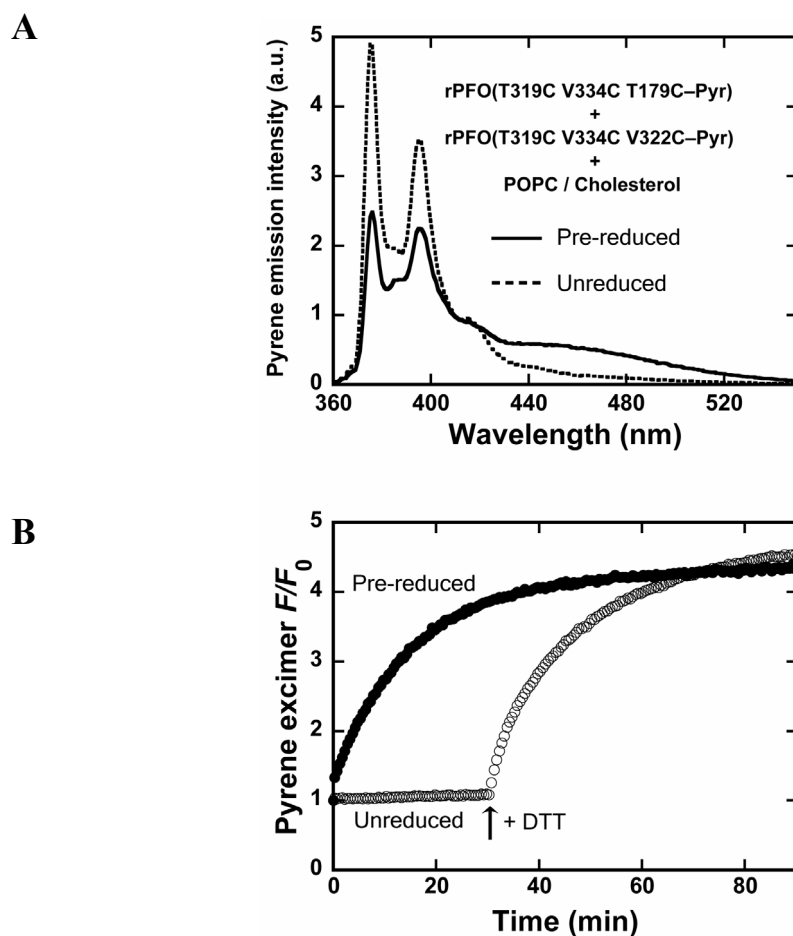 A
Pyrene emission intensity (a.u.)
5
4
3
2
1
0
rPFO(T319C V334C T179C–Pyr)
+
rPFO(T319C V334C V322C–Pyr)
+
POPC / Cholesterol
Pre-reduced
Unreduced
360 400 440 480 520
Wavelength (nm)
B
Pyrene excimer F/F0
5
4
3
2
1
0
Pre-reduced
Unreduced
+ DTT
0 20 40 60 80
Time (min)